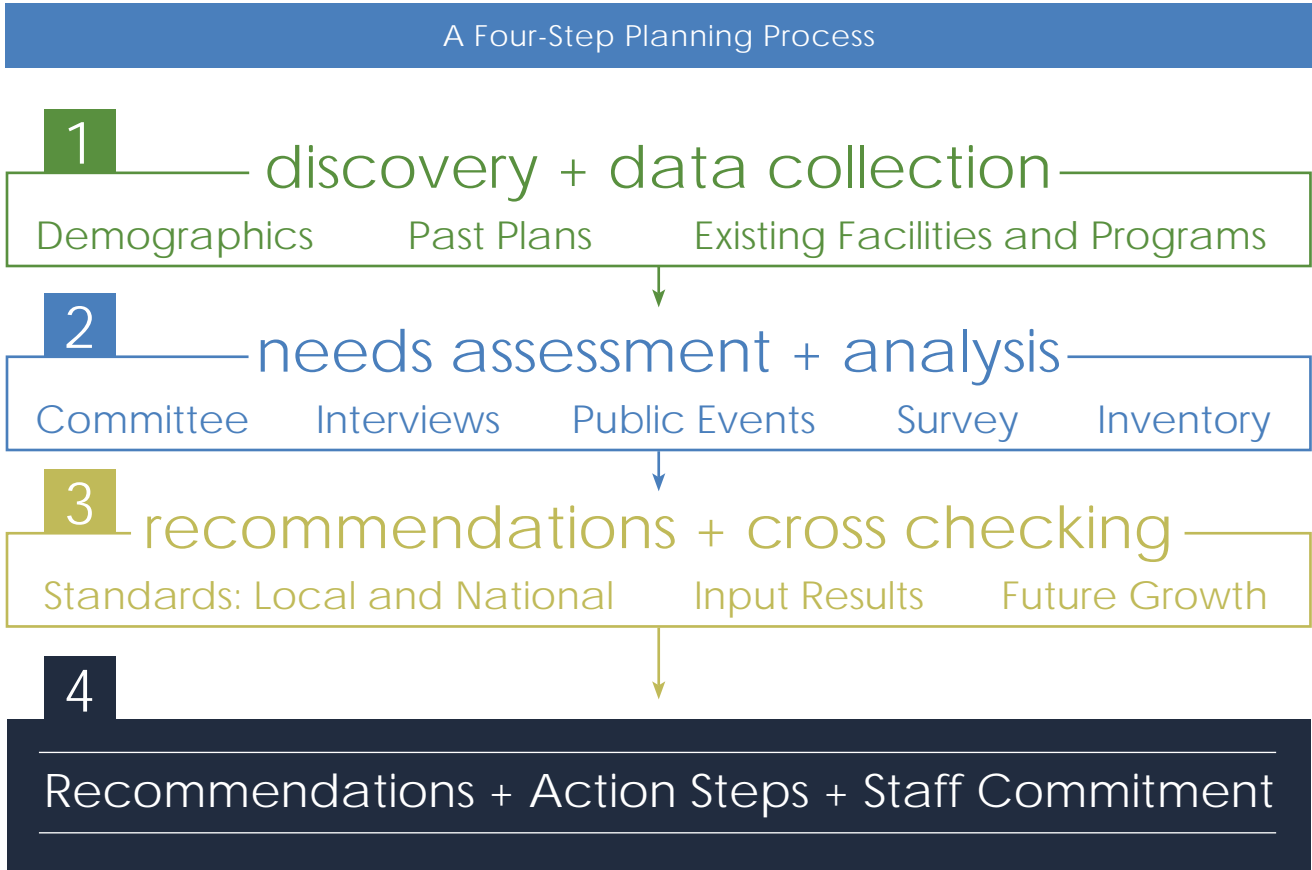 A Four-Step Planning Process
1
discovery + data collection
Demographics Past Plans Existing Facilities and Programs
2
needs assessment + analysis
Committee Interviews Public Events Survey Inventory
3
recommendations + cross checking
Standards: Local and National Input Results Future Growth
4
Recommendations + Action Steps + Staff Commitment